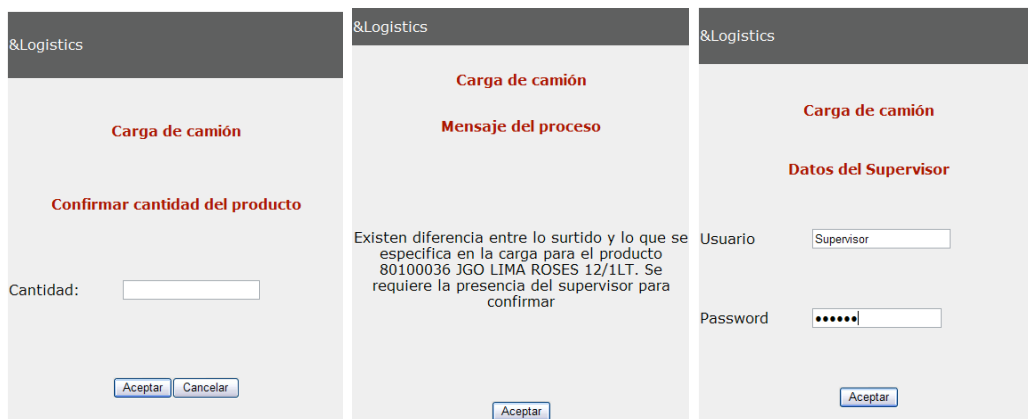 &Logistics
Carga de camión
Confirmar cantidad del producto
Cantidad:
Aceptar Cancelar
&Logistics
Carga de camión
Mensaje del proceso
Existen diferencia entre lo surtido y lo que se
especifica en la carga para el producto
80100036 JGO LIMA ROSES 12/1LT. Se
requiere la presencia del supervisor para
confirmar
Aceptar
&Logistics
Carga de camión
Datos del Supervisor
Usuario Supervisor
Password ••••••
Aceptar